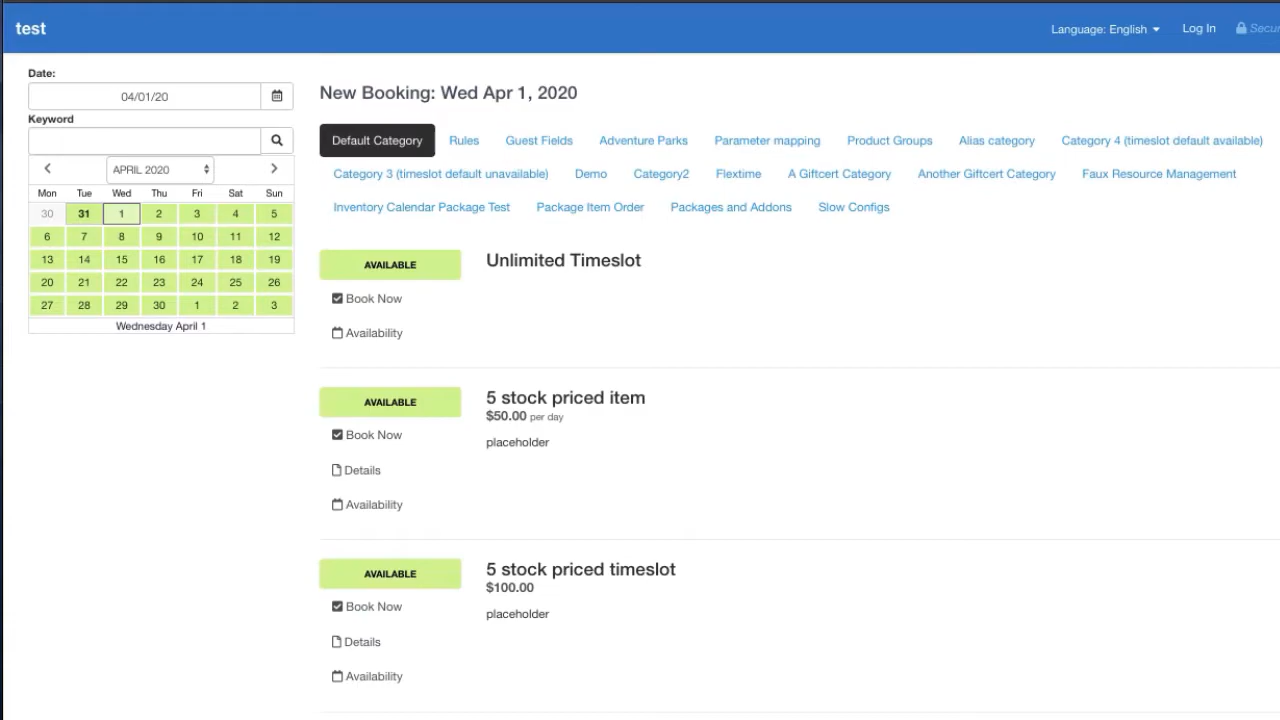 test
Language: English
Log In
Date:
04/01/20
Keyword
APRIL 2020
Mon Tue Wed Thu Fri Sat Sun
30 31 1 2 3 4 5
6 7 8 9 10 11 12
13 14 15 16 17 18 19
20 21 22 23 24 25 26
27 28 29 30 1 2 3
Wednesday April 1
New Booking: Wed Apr 1, 2020
Default Category Rules Guest Fields Adventure Parks Parameter mapping Product Groups Alias category Category 4 (timeslot default available)
Category 3 (timeslot default unavailable) Demo Category2 Flextime A Giftcert Category Another Giftcert Category Faux Resource Management
Inventory Calendar Package Test Package Item Order Packages and Addons Slow Configs
AVAILABLE
Unlimited Timeslot
Book Now
Availability
AVAILABLE
5 stock priced item
$50.00 per day
placeholder
Book Now
Details
Availability
AVAILABLE
5 stock priced timeslot
$100.00
placeholder
Book Now
Details
Availability